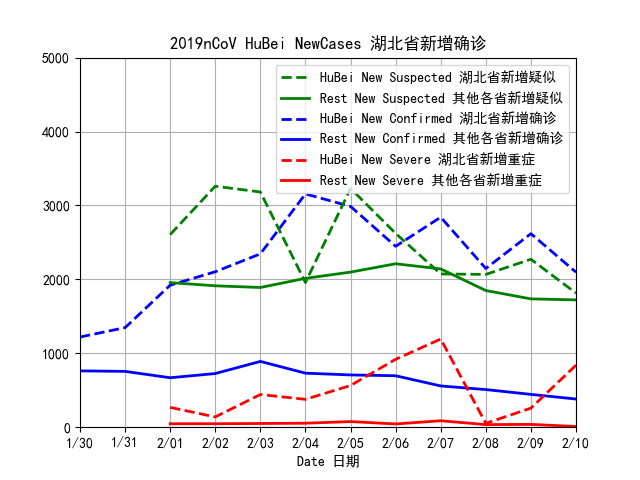 2019nCoV HuBei NewCases 湖北省新增确诊
HuBei New Suspected 湖北省新增疑似
Rest New Suspected 其他各省新增疑似
HuBei New Confirmed 湖北省新增确诊
Rest New Confirmed 其他各省新增确诊
HuBei New Severe 湖北省新增重症
Rest New Severe 其他各省新增重症
5000
4000
3000
2000
1000
0
1/30 1/31 2/01 2/02 2/03 2/04 2/05 2/06 2/07 2/08 2/09 2/10
Date 日期